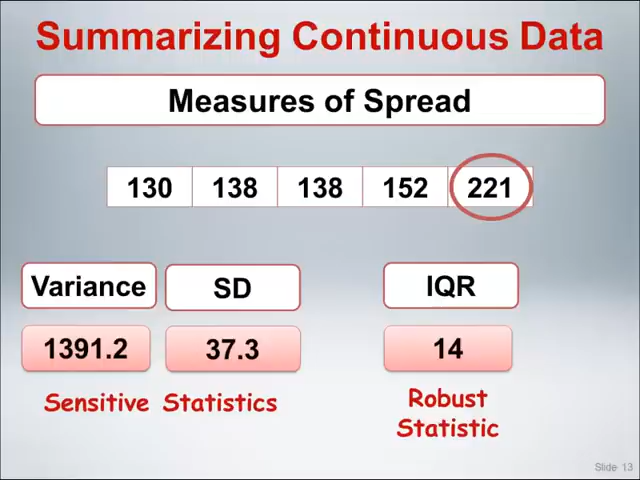 Summarizing Continuous Data
Measures of Spread
130 138 138 152 221
Variance SD IQR
1391.2 37.3 14
Sensitive Statistics
Robust
Statistic
Slide 13